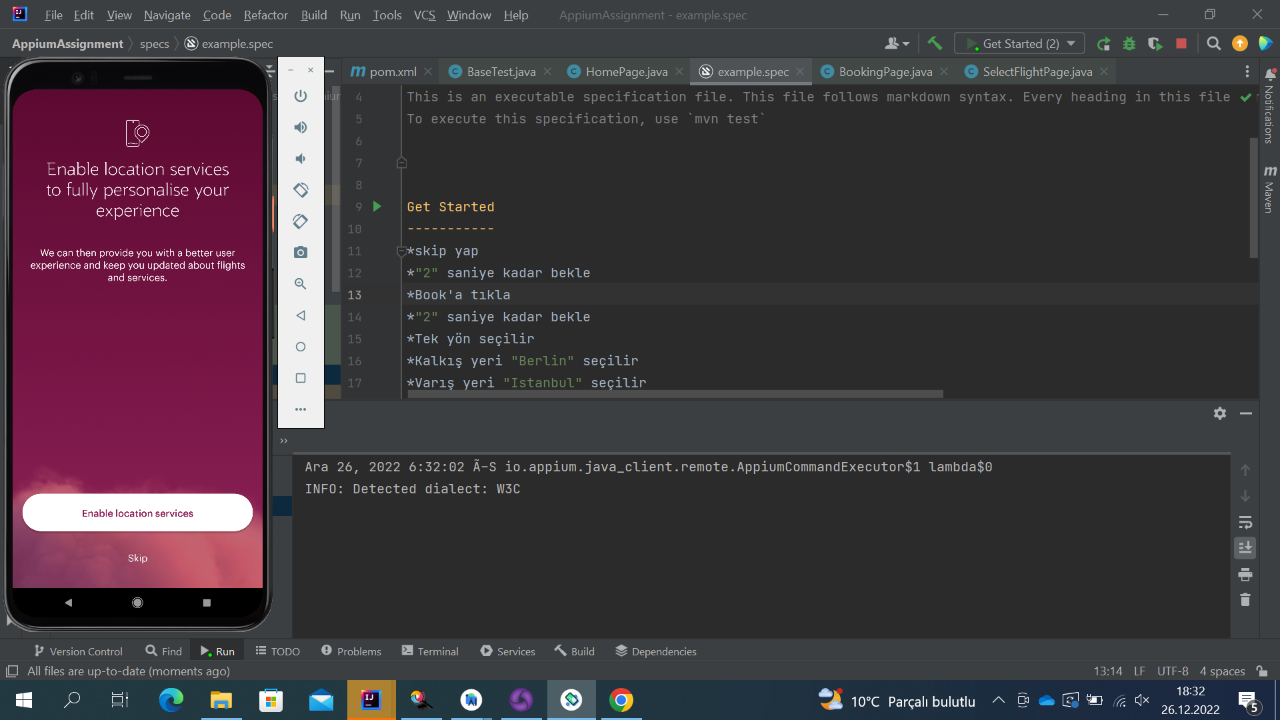 File Edit View Navigate Code Refactor Build Run Tools VCS Window Help AppiumAssignment - example.spec
AppiumAssignment specs example.spec Get Started (2)
pom.xml BaseTest.java HomePage.java example.spec BookingPage.java SelectFlightPage.java
4 This is an executable specification file. This file follows markdown syntax. Every heading in this file
5 To execute this specification, use `mvn test`
6
7
8
9 Get Started
10 -----------
11 *skip yap
12 *"2" saniye kadar bekle
13 *Book'a tıkla
14 *"2" saniye kadar bekle
15 *Tek yön seçilir
16 *Kalkış yeri "Berlin" seçilir
17 *Varış yeri "Istanbul" seçilir
Notifications
Maven
Enable location services
to fully personalise your
experience
We can then provide you with a better user
experience and keep you updated about flights
and services.
Enable location services
Skip
Ara 26, 2022 6:32:02 Ã-S io.appium.java_client.remote.AppiumCommandExecutor$1 lambda$0
INFO: Detected dialect: W3C
Version Control Find Run TODO Problems Terminal Services Build Dependencies
All files are up-to-date (moments ago) 13:14 LF UTF-8 4 spaces
10°C Parçalı bulutlu 18:32
26.12.2022
5